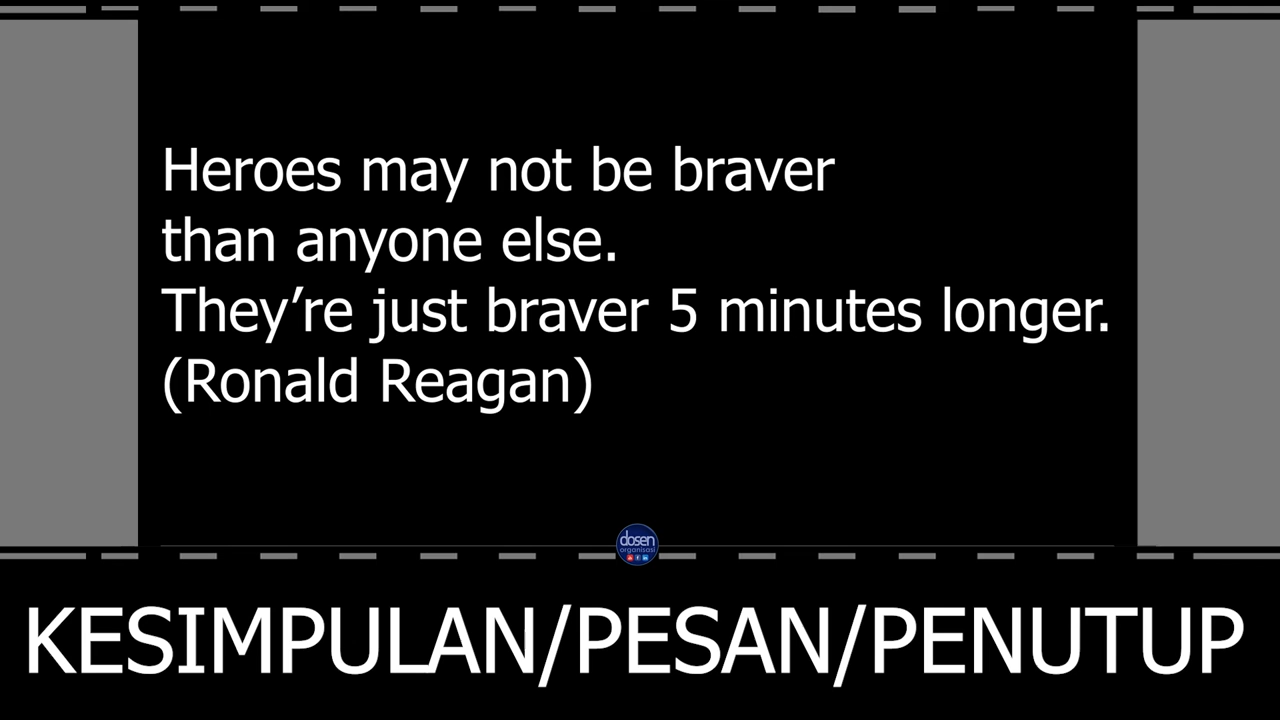 Heroes may not be braver
than anyone else.
They’re just braver 5 minutes longer.
(Ronald Reagan)
dosen
organisasi
KESIMPULAN/PESAN/PENUTUP